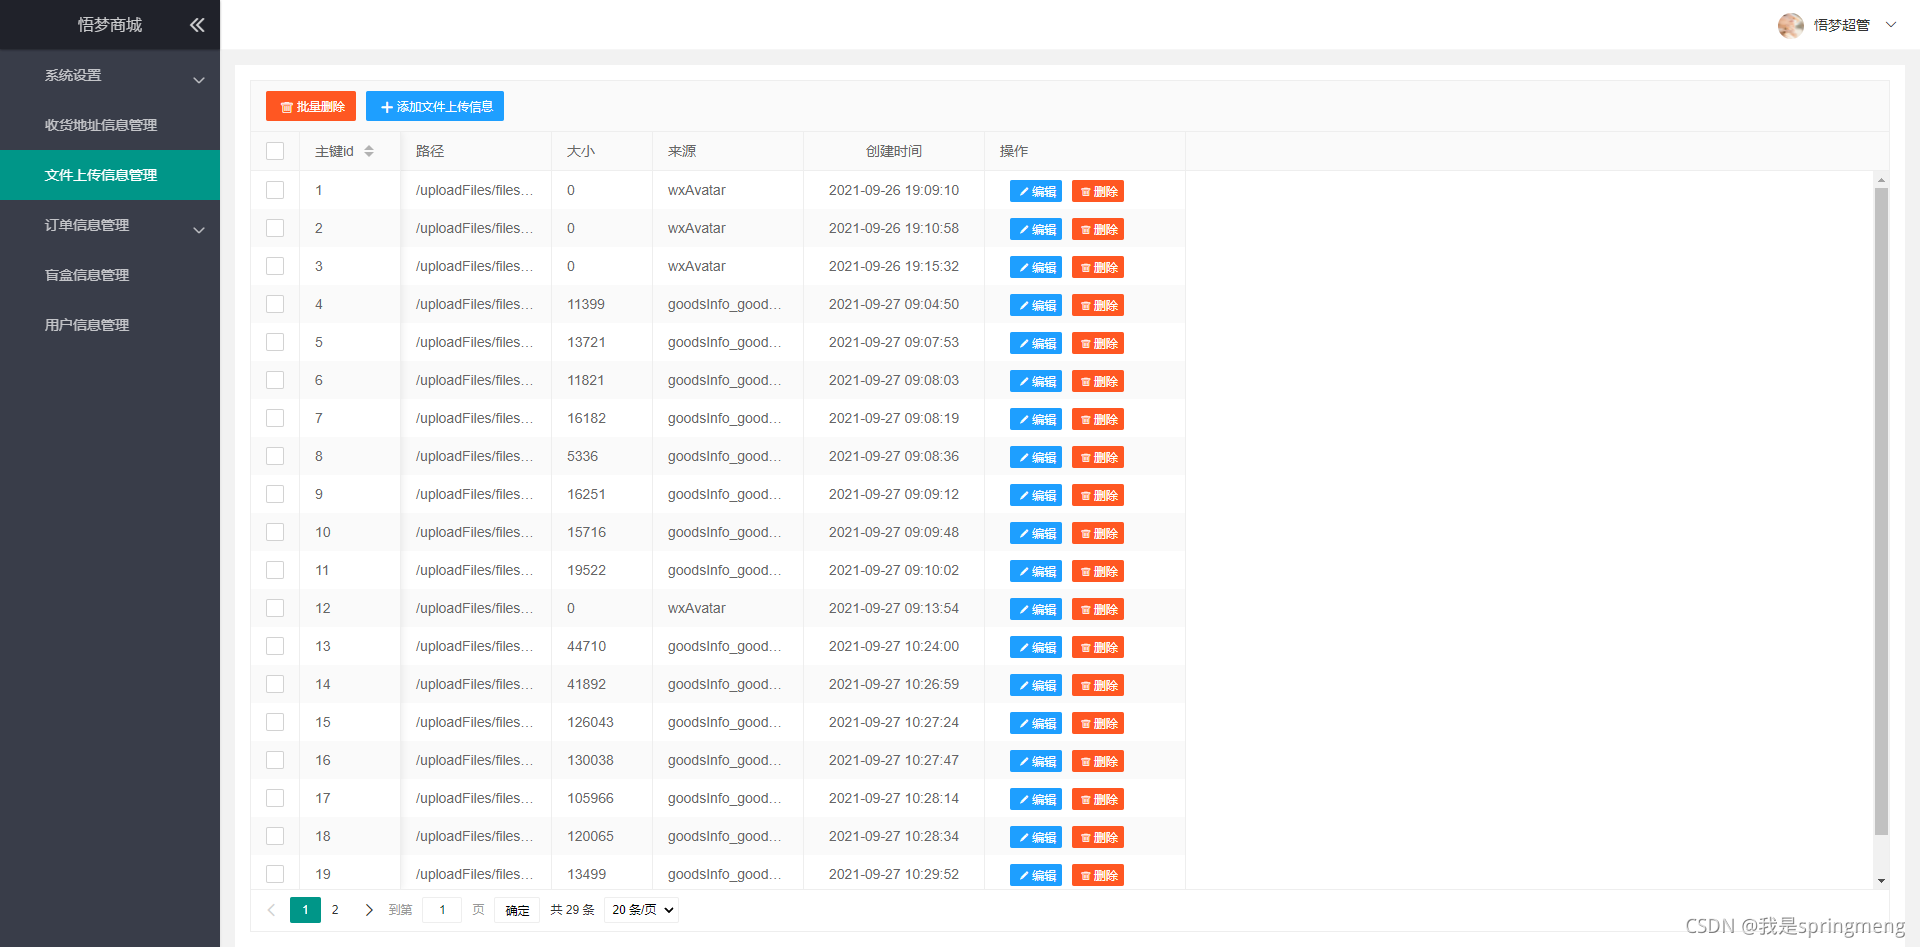 悟梦商城
悟梦超管
系统设置
收货地址信息管理
文件上传信息管理
订单信息管理
盲盒信息管理
用户信息管理
批量删除 添加文件上传信息
主键id 路径 大小 来源 创建时间 操作
1 /uploadFiles/files... 0 wxAvatar 2021-09-26 19:09:10 编辑 删除
2 /uploadFiles/files... 0 wxAvatar 2021-09-26 19:10:58 编辑 删除
3 /uploadFiles/files... 0 wxAvatar 2021-09-26 19:15:32 编辑 删除
4 /uploadFiles/files... 11399 goodsInfo_good... 2021-09-27 09:04:50 编辑 删除
5 /uploadFiles/files... 13721 goodsInfo_good... 2021-09-27 09:07:53 编辑 删除
6 /uploadFiles/files... 11821 goodsInfo_good... 2021-09-27 09:08:03 编辑 删除
7 /uploadFiles/files... 16182 goodsInfo_good... 2021-09-27 09:08:19 编辑 删除
8 /uploadFiles/files... 5336 goodsInfo_good... 2021-09-27 09:08:36 编辑 删除
9 /uploadFiles/files... 16251 goodsInfo_good... 2021-09-27 09:09:12 编辑 删除
10 /uploadFiles/files... 15716 goodsInfo_good... 2021-09-27 09:09:48 编辑 删除
11 /uploadFiles/files... 19522 goodsInfo_good... 2021-09-27 09:10:02 编辑 删除
12 /uploadFiles/files... 0 wxAvatar 2021-09-27 09:13:54 编辑 删除
13 /uploadFiles/files... 44710 goodsInfo_good... 2021-09-27 10:24:00 编辑 删除
14 /uploadFiles/files... 41892 goodsInfo_good... 2021-09-27 10:26:59 编辑 删除
15 /uploadFiles/files... 126043 goodsInfo_good... 2021-09-27 10:27:24 编辑 删除
16 /uploadFiles/files... 130038 goodsInfo_good... 2021-09-27 10:27:47 编辑 删除
17 /uploadFiles/files... 105966 goodsInfo_good... 2021-09-27 10:28:14 编辑 删除
18 /uploadFiles/files... 120065 goodsInfo_good... 2021-09-27 10:28:34 编辑 删除
19 /uploadFiles/files... 13499 goodsInfo_good... 2021-09-27 10:29:52 编辑 删除
1 2 到第 1 页 确定 共 29 条 20 条/页
CSDN @我是springmeng